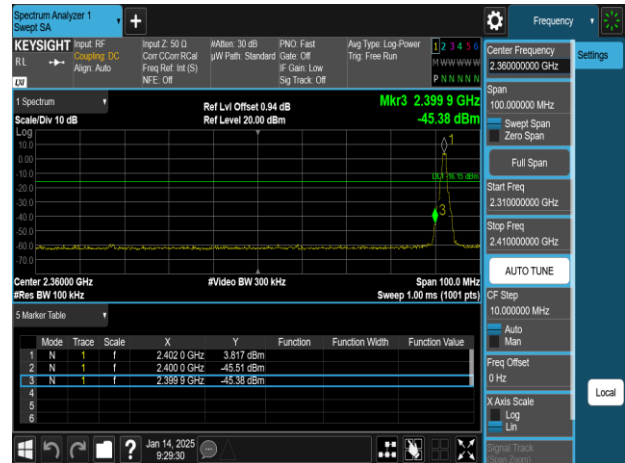 Spectrum Analyzer 1
Swept SA
Frequency
KEYSIGHT
RL
Input: RF
Coupling: DC
Align: Auto
Input Z: 50 Ω
Corr CCorr RCal
Freq Ref: Int (S)
NFE: Off
#Atten: 30 dB
µW Path: Standard
PNO: Fast
Gate: Off
IF Gain: Low
Sig Track: Off
Avg Type: Log-Power
Trig: Free Run
1 2 3 4 5 6
M W W W W W
P N N N N N
1 Spectrum
Scale/Div 10 dB
Ref Lvl Offset 0.94 dB
Ref Level 20.00 dBm
Mkr3 2.399 9 GHz
-45.38 dBm
Log
10.0
0.00
-10.0
-20.0
-30.0
-40.0
-50.0
-60.0
-70.0
1
DL1 -16.15 dBm
3
Center 2.36000 GHz
#Res BW 100 kHz
#Video BW 300 kHz
Span 100.0 MHz
Sweep 1.00 ms (1001 pts)
5 Marker Table
Mode Trace Scale X Y Function Function Width Function Value
1 N 1 f 2.402 0 GHz 3.817 dBm
2 N 1 f 2.400 0 GHz -45.51 dBm
3 N 1 f 2.399 9 GHz -45.38 dBm
4
5
6
Jan 14, 2025
9:29:30
Center Frequency
2.360000000 GHz
Span
100.000000 MHz
Swept Span
Zero Span
Full Span
Start Freq
2.310000000 GHz
Stop Freq
2.410000000 GHz
AUTO TUNE
CF Step
10.000000 MHz
Auto
Man
Freq Offset
0 Hz
X Axis Scale
Log
Lin
Signal Track
(Span Zoom)
Settings
Local